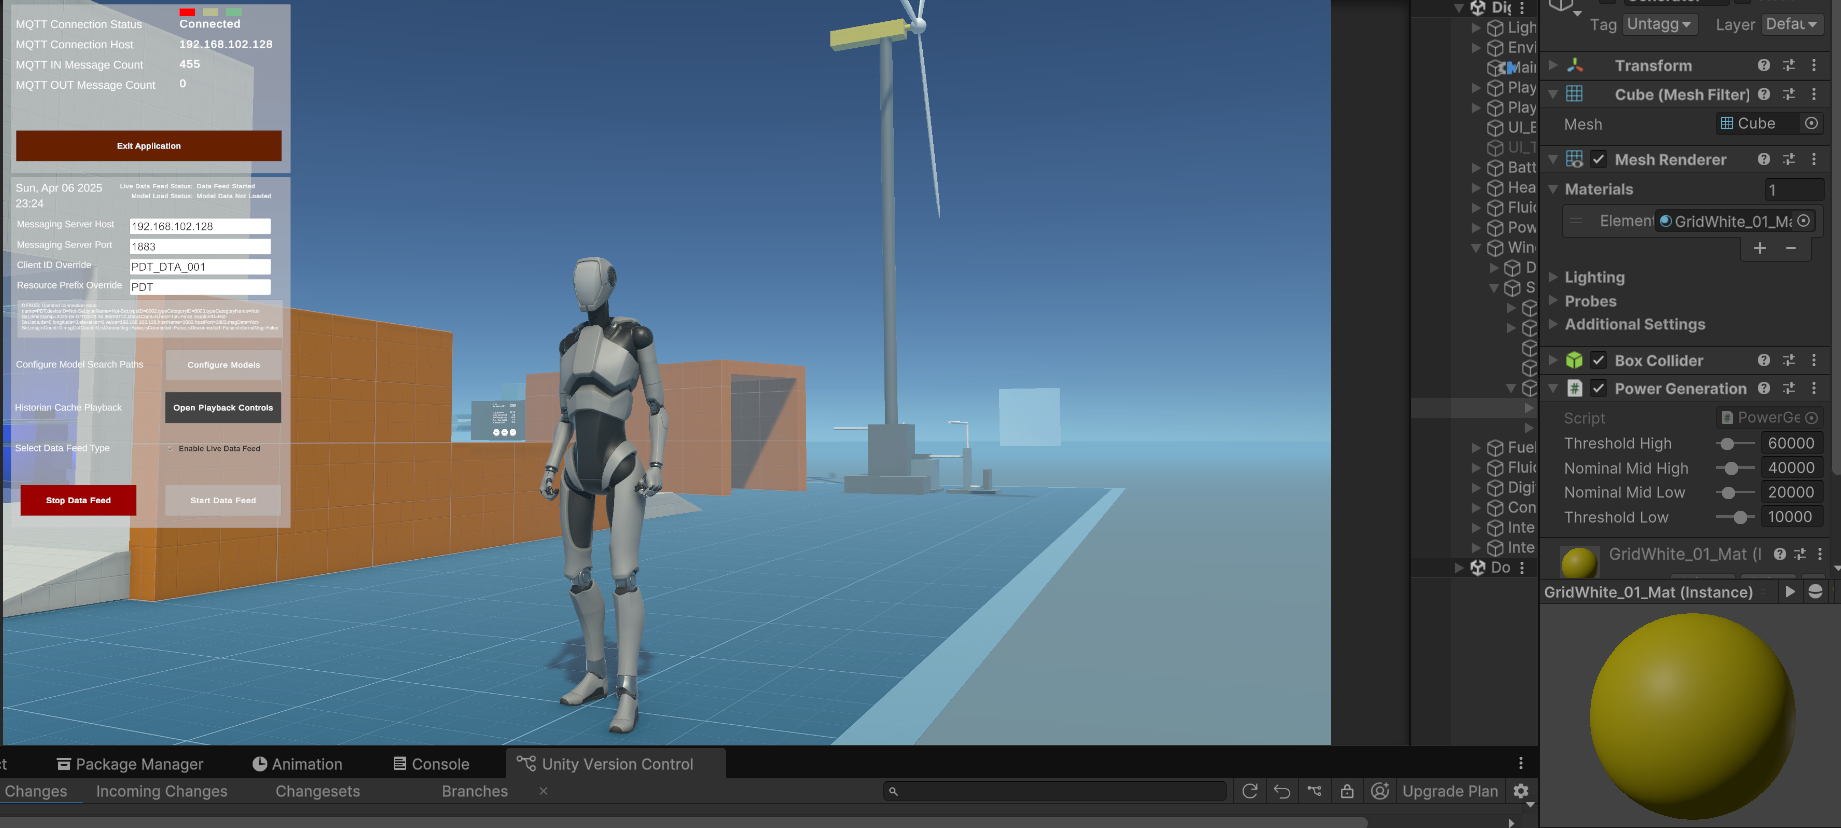 MQTT Connection Status Connected
MQTT Connection Host 192.168.102.128
MQTT IN Message Count 455
MQTT OUT Message Count 0
Exit Application
Sun, Apr 06 2025
23:24
Live Data Feed Status: Data Feed Started
Model Load Status: Model Data Not Loaded
Messaging Server Host 192.168.102.128
Messaging Server Port 1883
Client ID Override PDT_DTA_001
Resource Prefix Override PDT
Configure Model Search Paths Configure Models
Historian Cache Playback Open Playback Controls
Select Data Feed Type Enable Live Data Feed
Stop Data Feed Start Data Feed
Dig
Ligh
Envi
Main
Play
Play
UI_E
UI_T
Batt
Hea
Fluid
Pow
Win
D
S
Fuel
Fluid
Digi
Con
Inte
Inte
Do
Tag Untagg Layer Defau
Transform
Cube (Mesh Filter)
Mesh Cube
Mesh Renderer
Materials 1
Element GridWhite_01_Ma
Lighting
Probes
Additional Settings
Box Collider
Power Generation
Script PowerGe
Threshold High 60000
Nominal Mid High 40000
Nominal Mid Low 20000
Threshold Low 10000
GridWhite_01_Mat (I
GridWhite_01_Mat (Instance)
ct Package Manager Animation Console Unity Version Control
Changes Incoming Changes Changesets Branches
Upgrade Plan